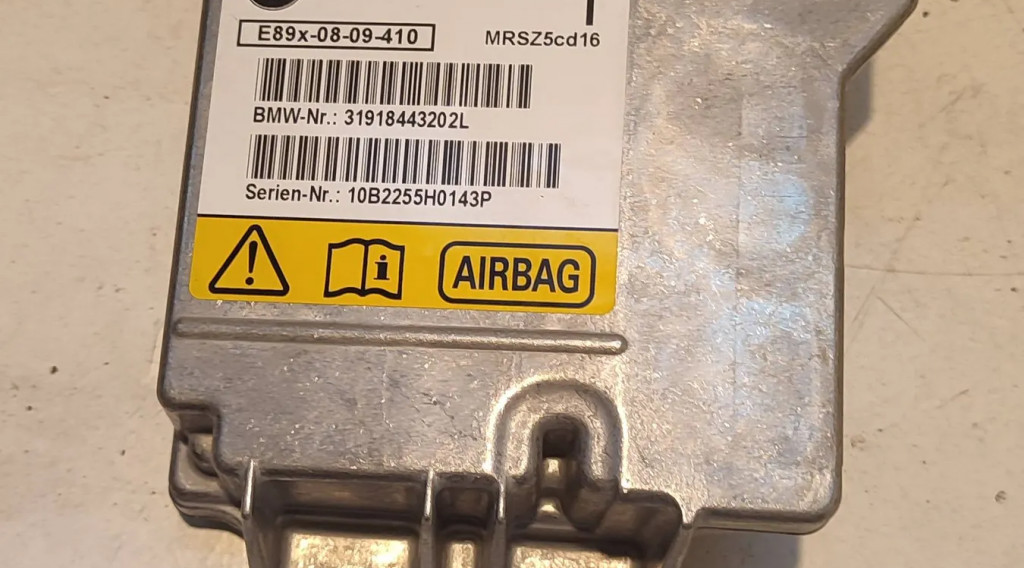 E89x-08-09-410
MRSZ5cd16
BMW-Nr.: 31918443202L
Serien-Nr.: 10B2255H0143P
i
AIRBAG